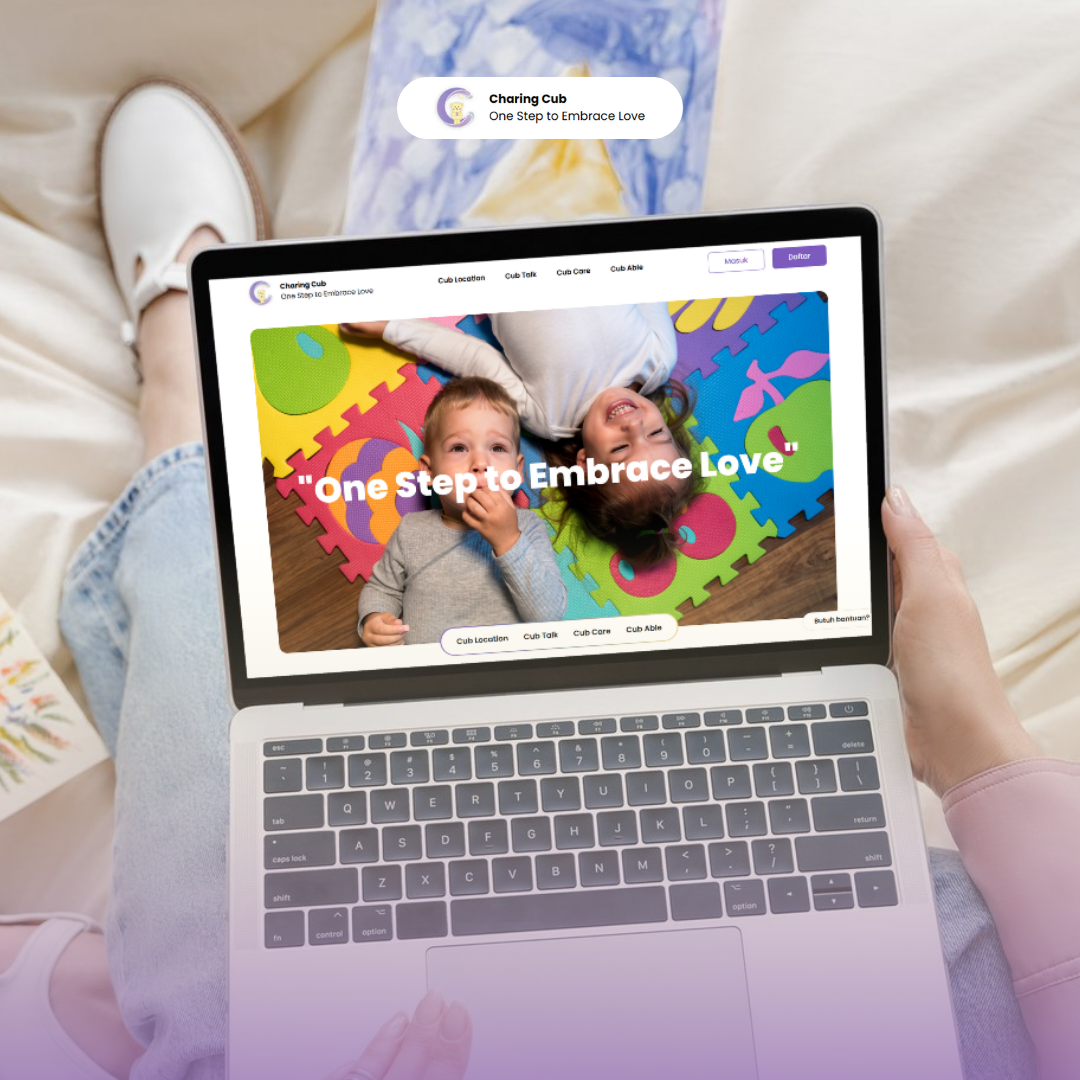 Charing Cub
One Step to Embrace Love
Charing Cub
One Step to Embrace Love
Cub Location Cub Talk Cub Care Cub Able
Masuk Daftar
"One Step to Embrace Love"
Cub Location Cub Talk Cub Care Cub Able
Butuh bantuan?
esc F1 F2 F3 F4 F5 F6 F7 F8 F9 F10 F11 F12
~ ` ! 1 @ 2 # 3 $ 4 % 5 ^ 6 & 7 * 8 ( 9 ) 0 _ - + = delete
tab Q W E R T Y U I O P { [ } ] | \
caps lock A S D F G H J K L : ; " ' return
shift Z X C V B N M < , > . ? / shift
fn control option option